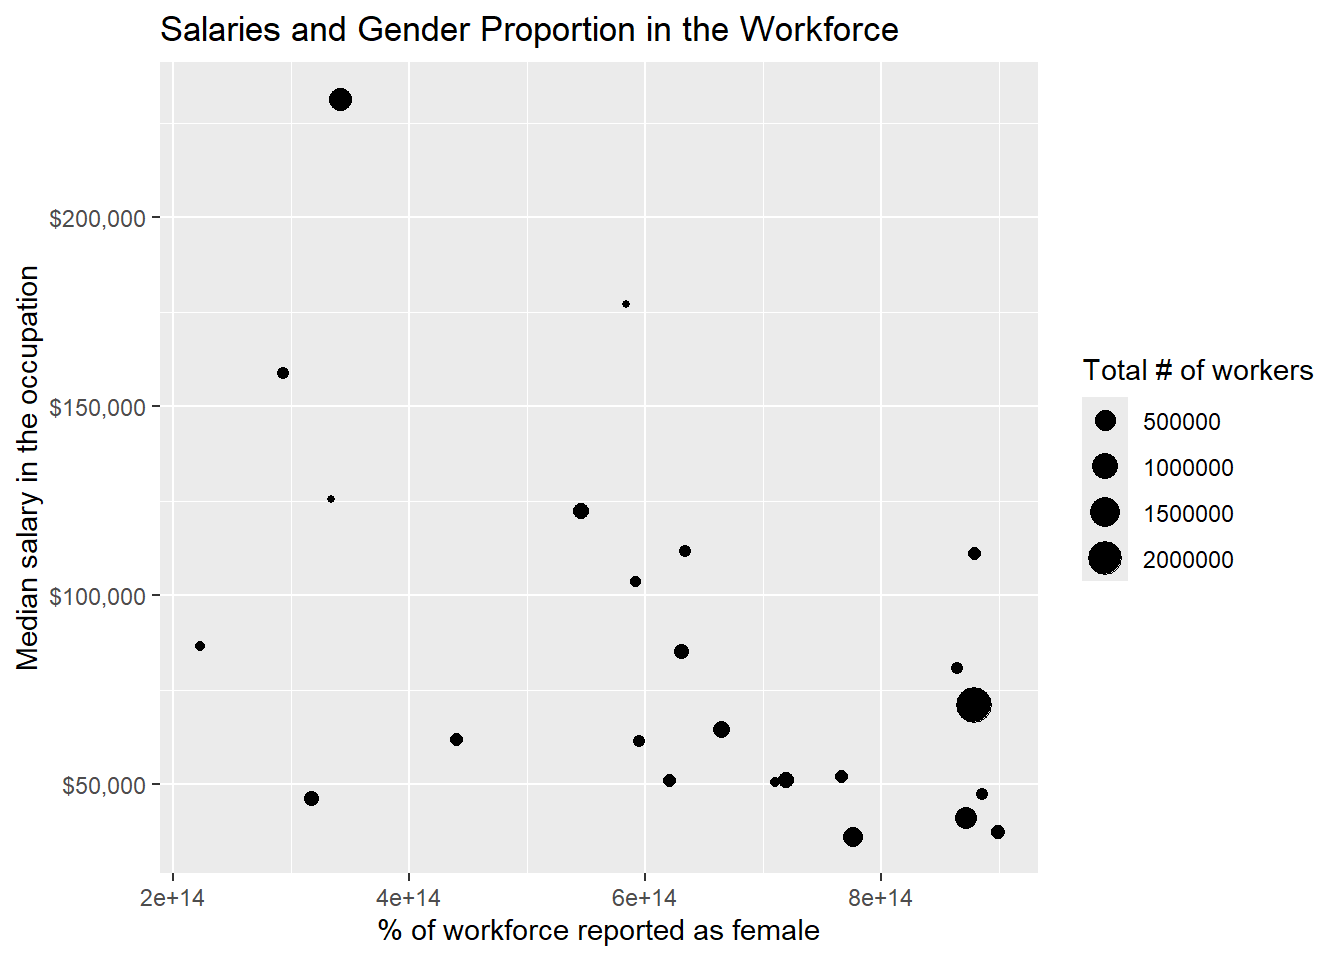 Salaries and Gender Proportion in the Workforce
Median salary in the occupation
$200,000
$150,000
$100,000
$50,000
2e+14 4e+14 6e+14 8e+14
% of workforce reported as female
Total # of workers
500000
1000000
1500000
2000000